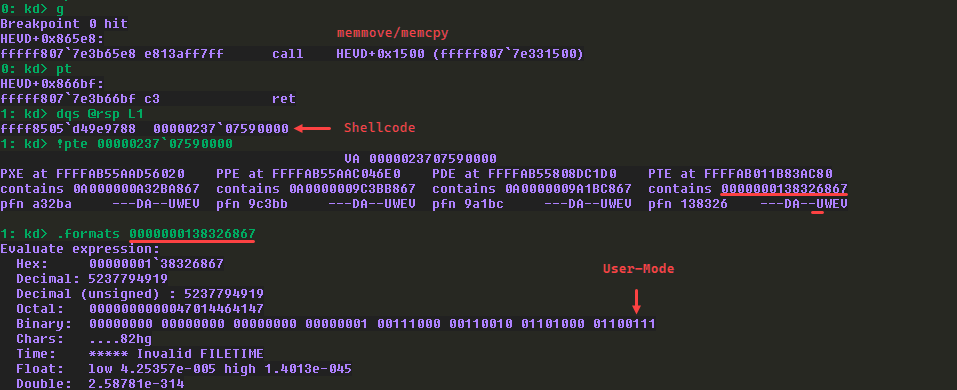 0: kd> g
Breakpoint 0 hit
HEVD+0x865e8:
memmove/memcpy
fffff807`7e3b65e8 e813aff7ff      call    HEVD+0x1500 (fffff807`7e331500)
0: kd> pt
HEVD+0x866bf:
fffff807`7e3b66bf c3              ret
1: kd> dqs @rsp L1
ffff8505`d49e9788  00000237`07590000 Shellcode
1: kd> !pte 00000237`07590000
VA 0000023707590000
PXE at FFFFAB55AAD56020    PPE at FFFFAB55AAC046E0    PDE at FFFFAB55808DC1D0    PTE at FFFFAB011B83AC80
contains 0A0000000A32BA867  contains 0A0000009C3BB867  contains 0A0000009A1BC867  contains 0000000138326867
pfn a32ba     ---DA--UWEV  pfn 9c3bb     ---DA--UWEV  pfn 9a1bc     ---DA--UWEV  pfn 138326    ---DA--UWEV
1: kd> .formats 0000000138326867
Evaluate expression:
Hex:     00000001`38326867
Decimal: 5237794919
Decimal (unsigned) : 5237794919
Octal:   0000000000047014464147
User-Mode
Binary:  00000000 00000000 00000000 00000001 00111000 00110010 01101000 01100111
Chars:   ....82hg
Time:    ***** Invalid FILETIME
Float:   low 4.25357e-005 high 1.4013e-045
Double:  2.58781e-314